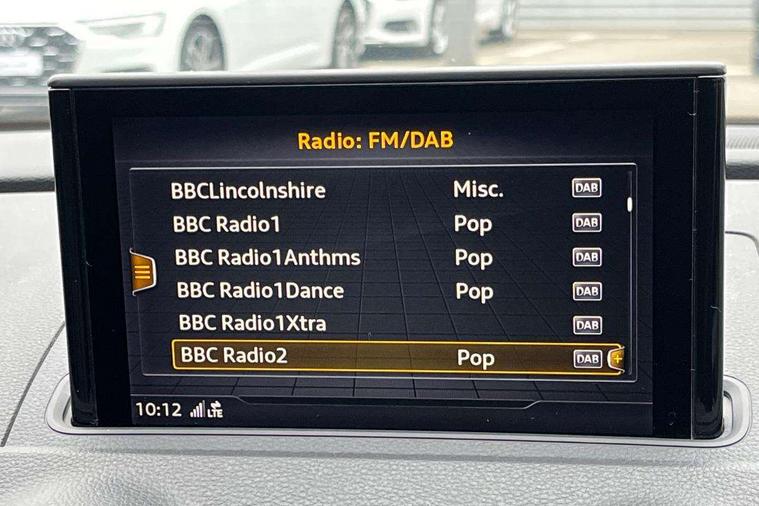 Radio: FM/DAB
BBCLincolnshire Misc. DAB
BBC Radio1 Pop DAB
BBC Radio1Anthms Pop DAB
BBC Radio1Dance Pop DAB
BBC Radio1Xtra DAB
BBC Radio2 Pop DAB +
10:12 LTE